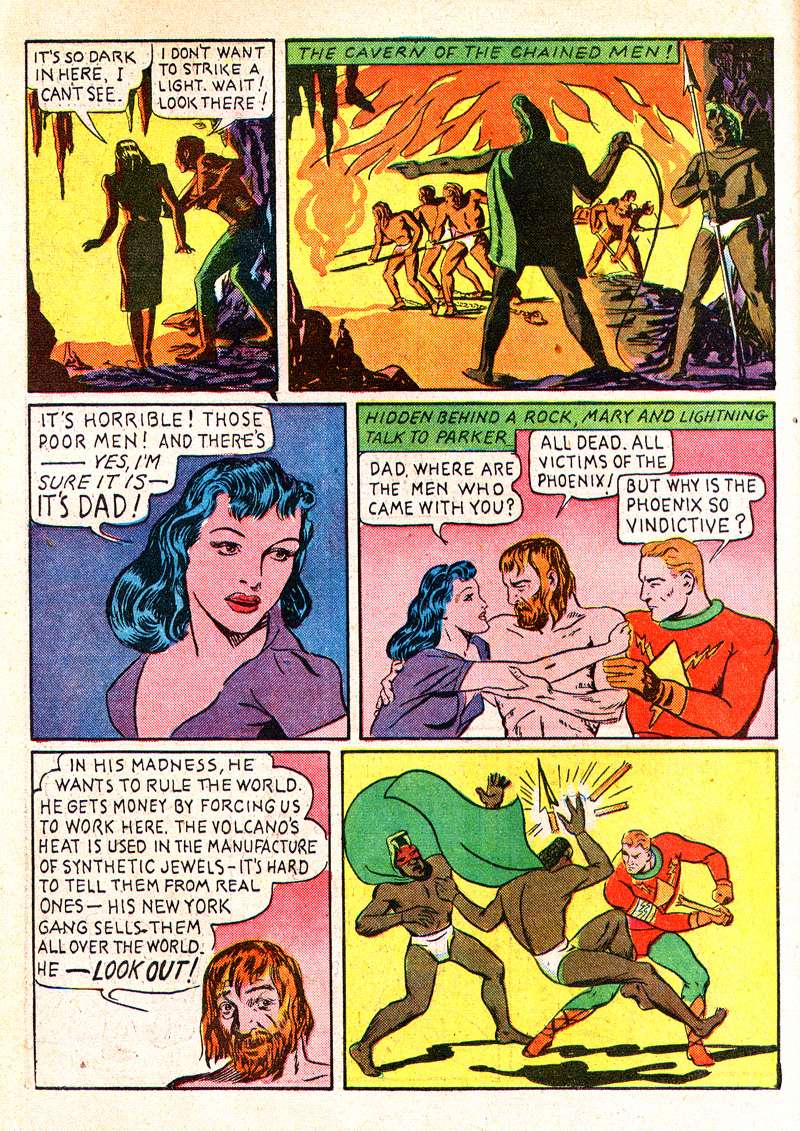 IT'S SO DARK
IN HERE, I
CAN'T SEE.
I DON'T WANT
TO STRIKE A
LIGHT. WAIT!
LOOK THERE!
THE CAVERN OF THE CHAINED MEN!
IT'S HORRIBLE! THOSE
POOR MEN! AND THERE'S
— YES, I'M
SURE IT IS—
IT'S DAD!
HIDDEN BEHIND A ROCK, MARY AND LIGHTNING
TALK TO PARKER
DAD, WHERE ARE
THE MEN WHO
CAME WITH YOU?
ALL DEAD. ALL
VICTIMS OF THE
PHOENIX!
BUT WHY IS THE
PHOENIX SO
VINDICTIVE?
IN HIS MADNESS, HE
WANTS TO RULE THE WORLD.
HE GETS MONEY BY FORCING US
TO WORK HERE. THE VOLCANO'S
HEAT IS USED IN THE MANUFACTURE
OF SYNTHETIC JEWELS - IT'S HARD
TO TELL THEM FROM REAL
ONES — HIS NEW YORK
GANG SELLS THEM
ALL OVER THE WORLD.
HE — LOOK OUT!